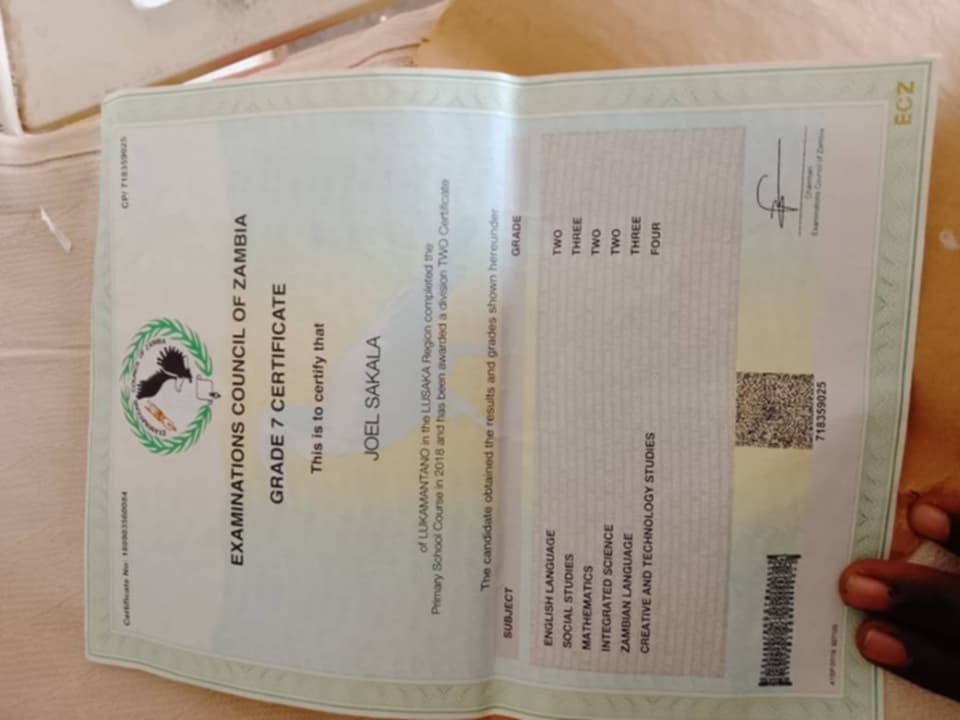 Certificate No: 180903500084
CP/ 718359025
EXAMINATIONS COUNCIL OF ZAMBIA
GRADE 7 CERTIFICATE
This is to certify that
JOEL SAKALA
of LUKAMANTANO in the LUSAKA Region completed the
Primary School Course in 2018 and has been awarded a division TWO Certificate
The candidate obtained the results and grades shown hereunder
SUBJECT GRADE
ENGLISH LANGUAGE TWO
SOCIAL STUDIES THREE
MATHEMATICS TWO
INTEGRATED SCIENCE TWO
ZAMBIAN LANGUAGE THREE
CREATIVE AND TECHNOLOGY STUDIES FOUR
718359025
Chairman
Examinations Council of Zambia
ECZ